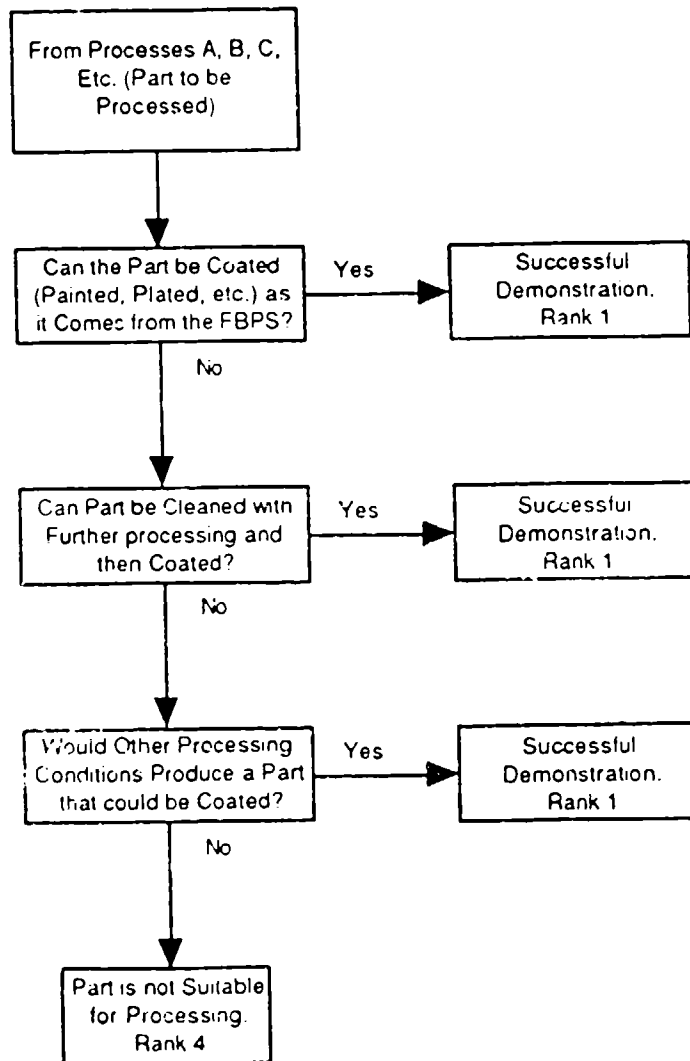 From Processes A, B, C,
Etc. (Part to be
Processed)
Can the Part be Coated
(Painted, Plated, etc.) as
it Comes from the FBPS?
Yes
Successful
Demonstration.
Rank 1
No
Can Part be Cleaned with
Further processing and
then Coated?
Yes
Successful
Demonstration.
Rank 1
No
Would Other Processing
Conditions Produce a Part
that could be Coated?
Yes
Successful
Demonstration.
Rank 1
No
Part is not Suitable
for Processing.
Rank 4